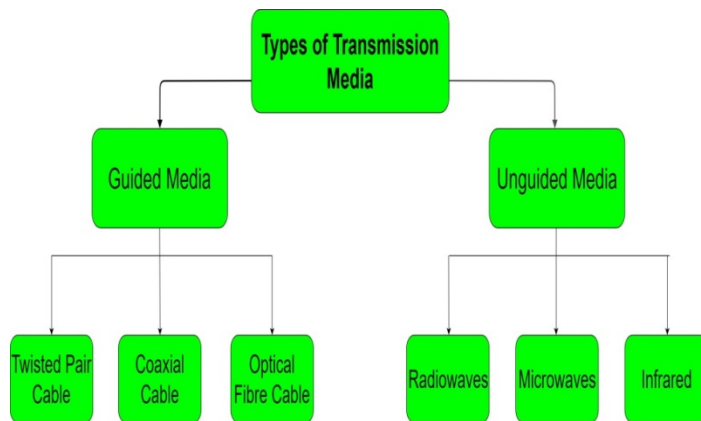 Types of Transmission
Media
Guided Media
Unguided Media
Twisted Pair
Cable
Coaxial
Cable
Optical
Fibre Cable
Radiowaves
Microwaves
Infrared